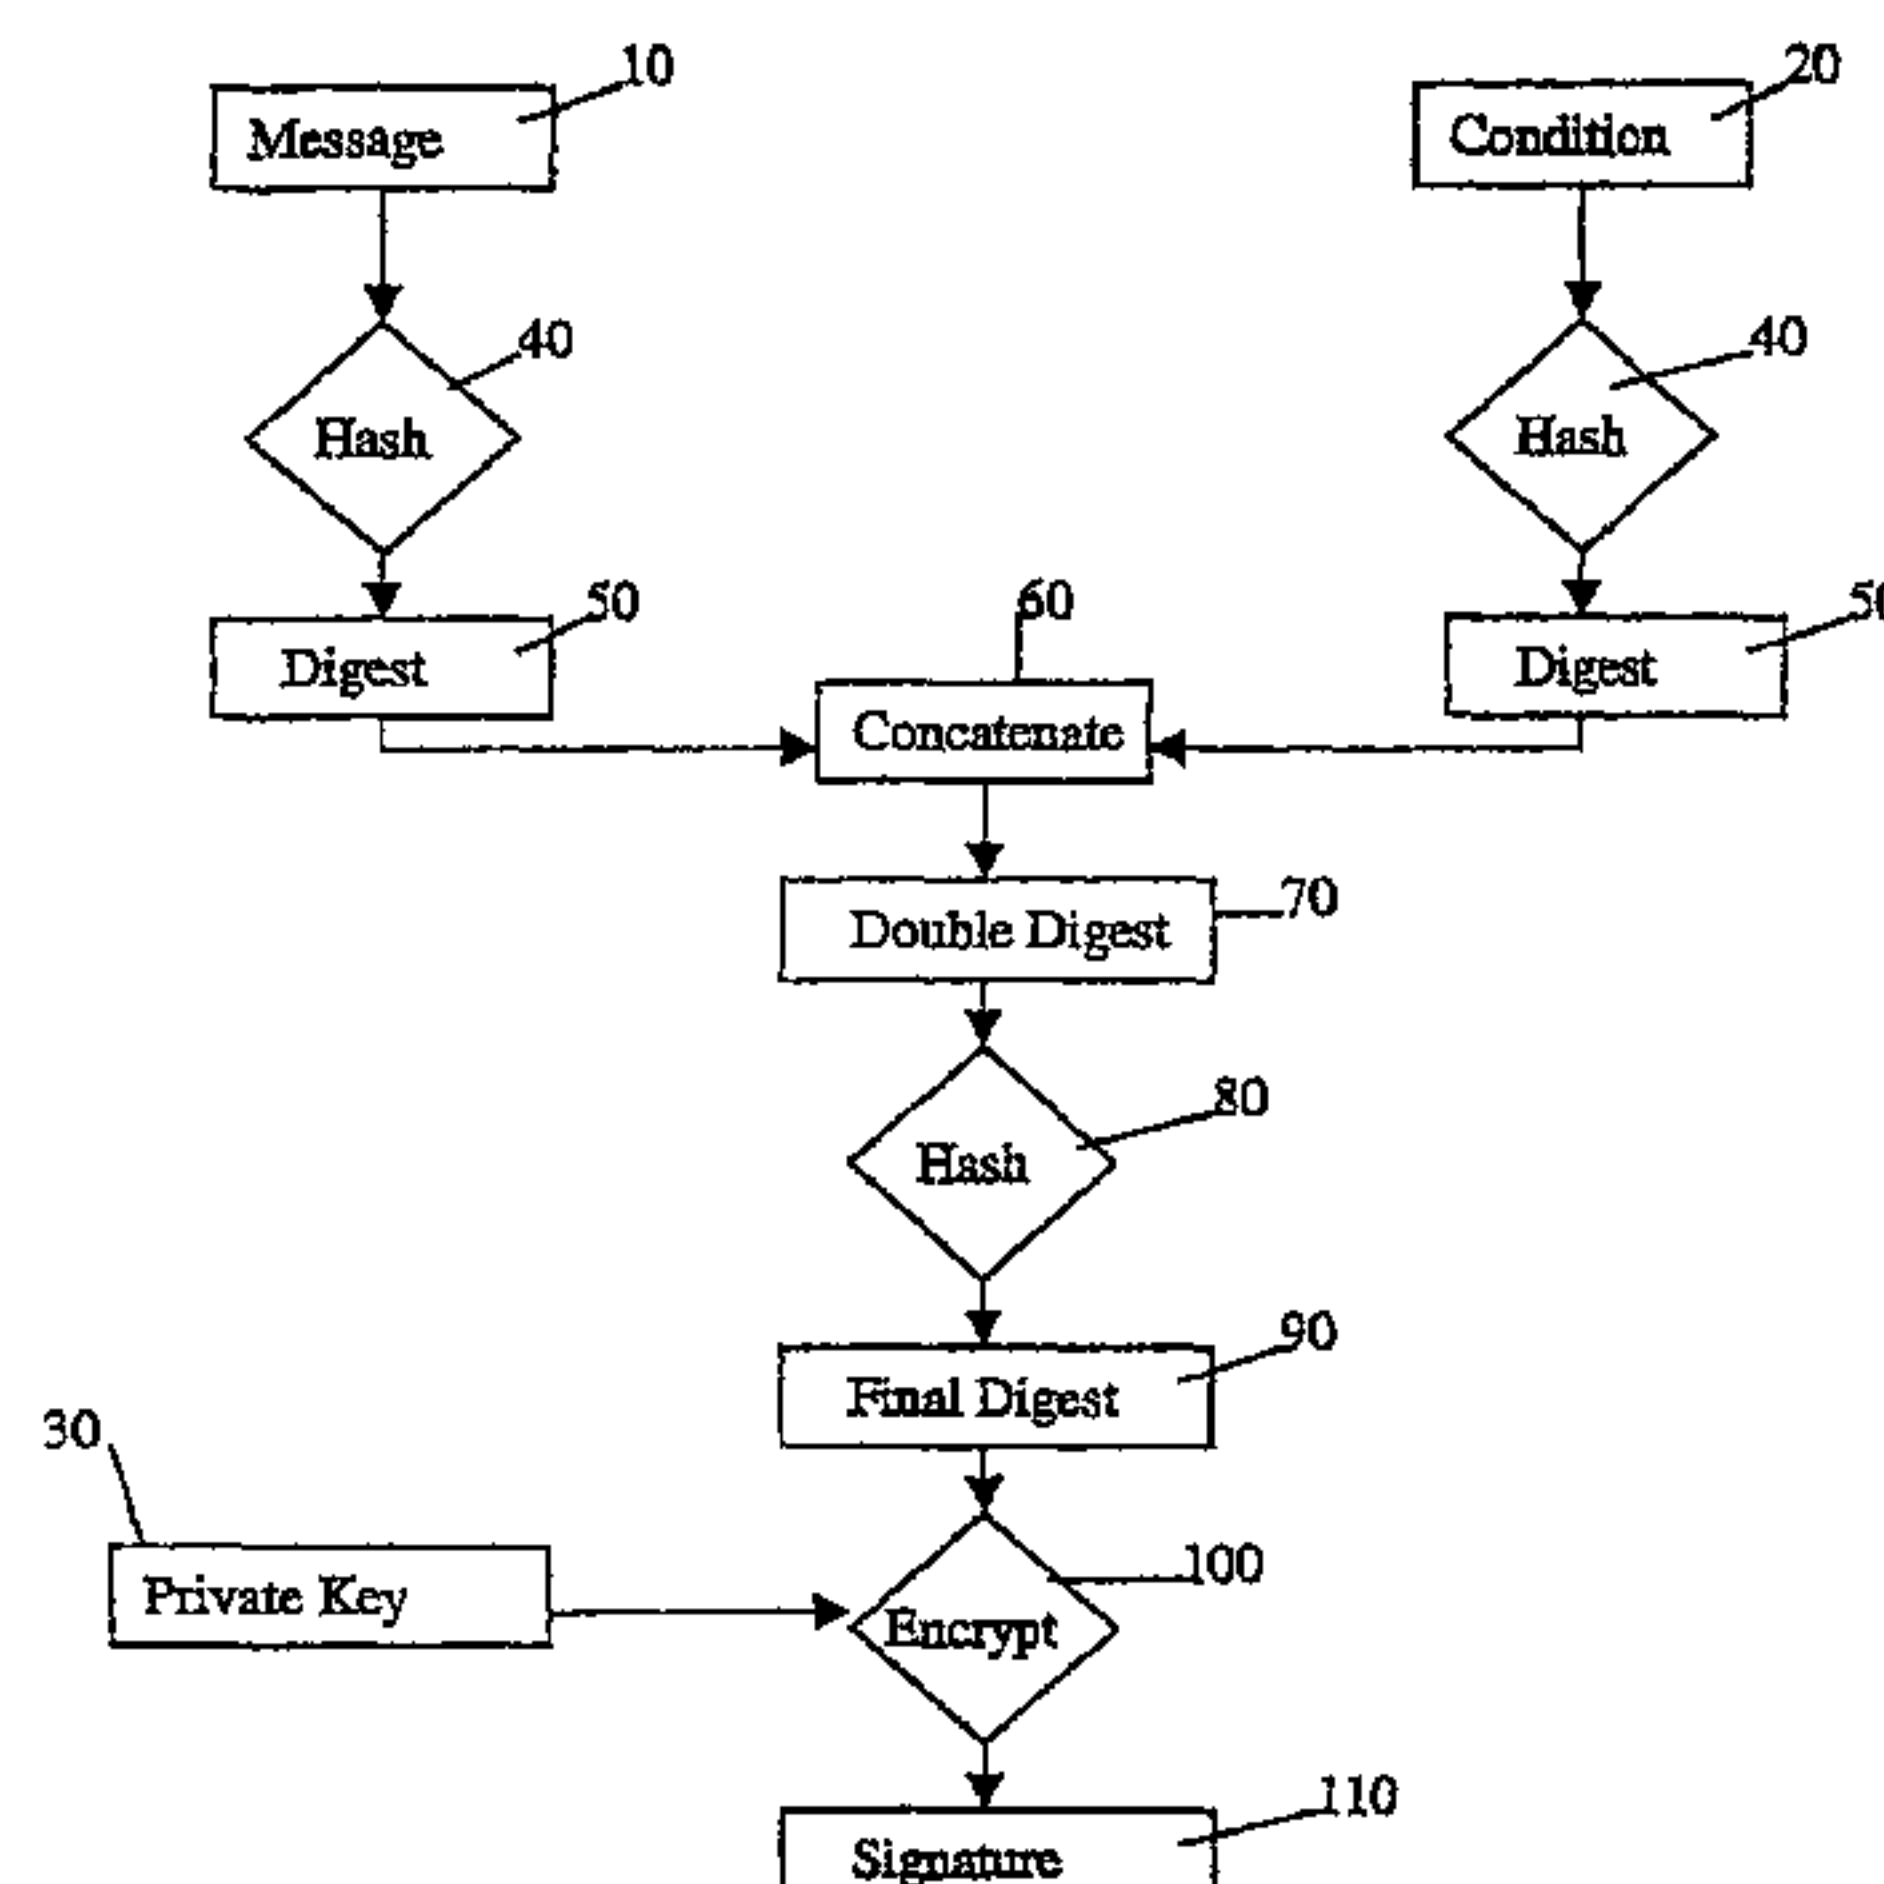 10
20
Message
Condition
40
40
Hash
Hash
50
60
50
Digest
Digest
Concatenate
70
Double Digest
80
Hash
90
Final Digest
30
100
Private Key
Encrypt
110
Signature